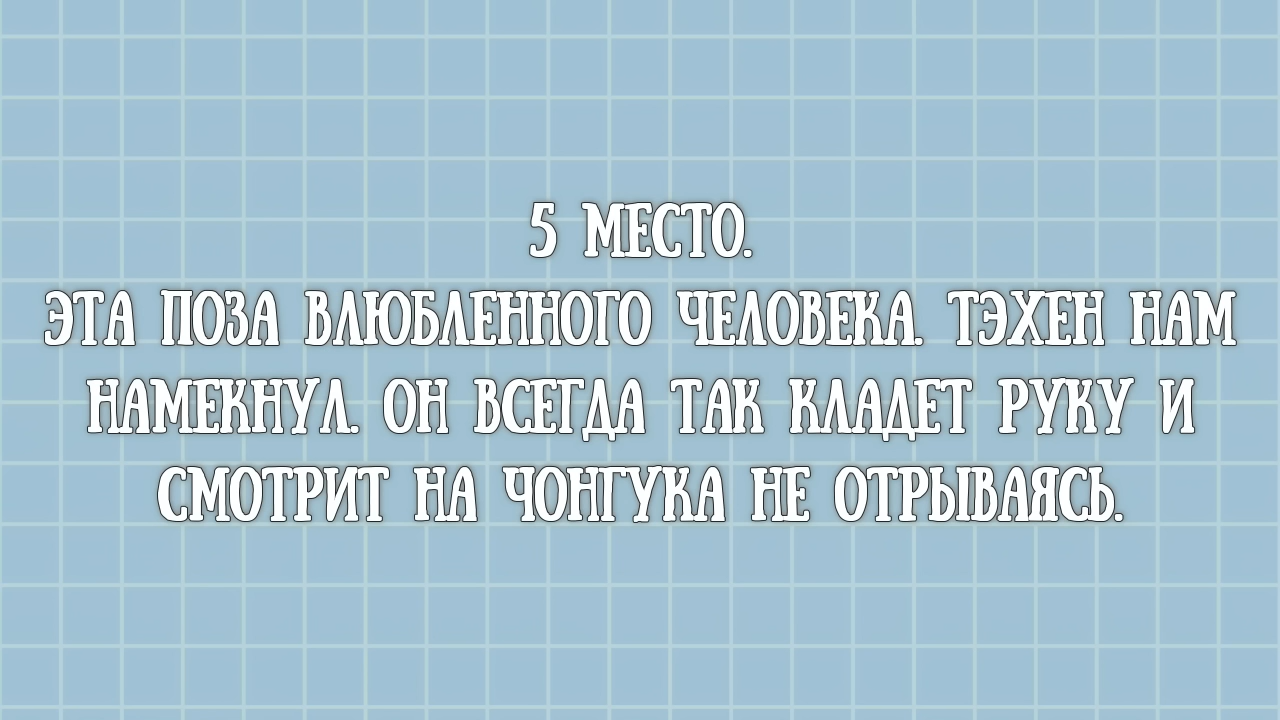 5 МЕСТО.
ЭТА ПОЗА ВЛЮБЛЕННОГО ЧЕЛОВЕКА. ТЭХЕН НАМ
НАМЕКНУЛ. ОН ВСЕГДА ТАК КЛАДЕТ РУКУ И
СМОТРИТ НА ЧОНГУКА НЕ ОТРЫВАЯСЬ.